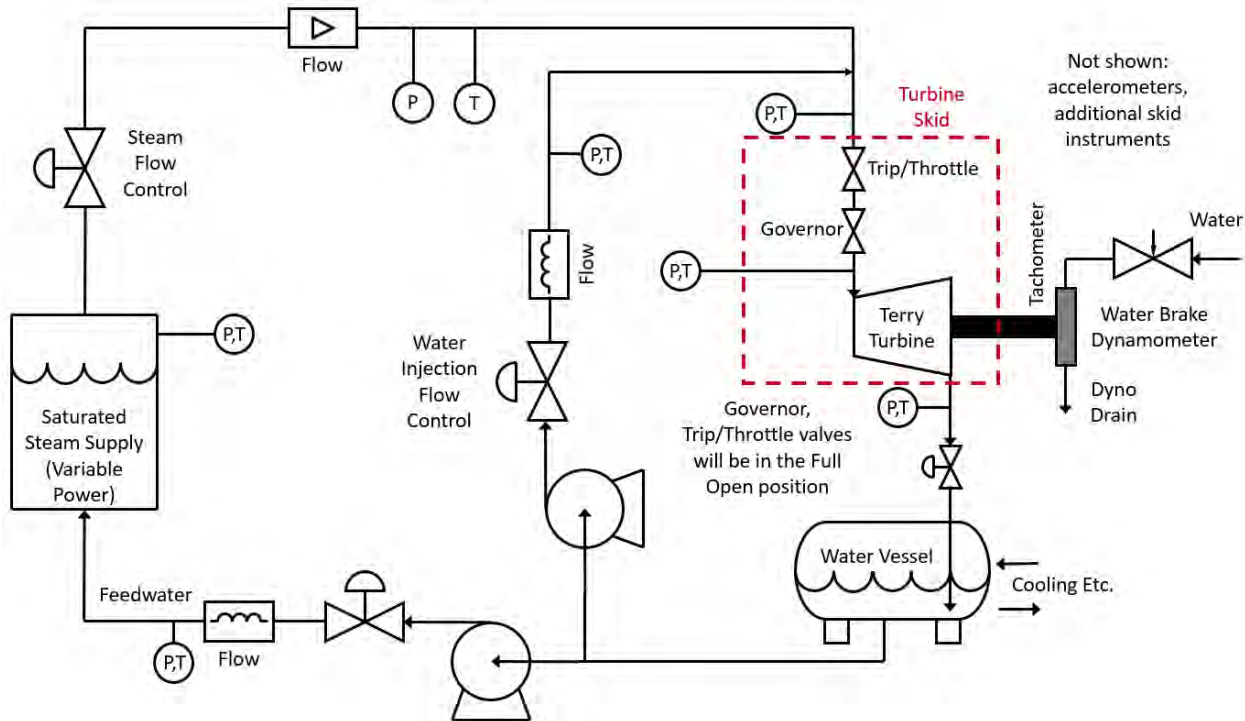 Flow
P
T
Steam
Flow
Control
P,T
Saturated
Steam Supply
(Variable
Power)
Feedwater
P,T
Flow
P,T
Flow
Water
Injection
Flow
Control
Turbine
Skid
P,T
Trip/Throttle
Governor
P,T
Terry
Turbine
P,T
Governor,
Trip/Throttle valves
will be in the Full
Open position
Not shown:
accelerometers,
additional skid
instruments
Tachometer
Water
Water Brake
Dynamometer
Dyno
Drain
Water Vessel
Cooling Etc.